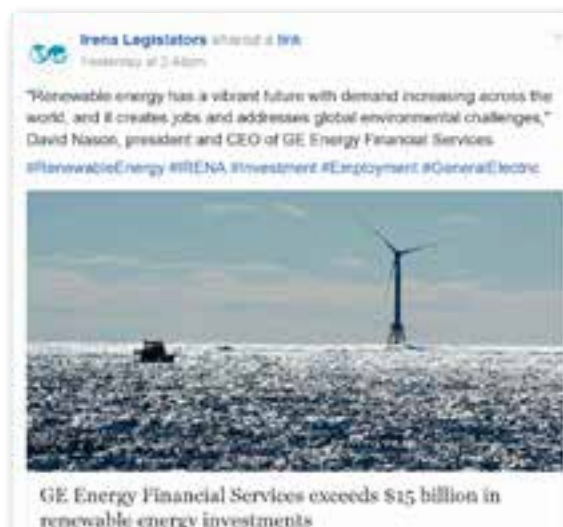 Irena Legislators shared a link
Yesterday at 2:44pm
"Renewable energy has a vibrant future with demand increasing across the
world, and it creates jobs and addresses global environmental challenges,"
David Nason, president and CEO of GE Energy Financial Services
#RenewableEnergy #IRENA #Investment #Employment #GeneralElectric
GE Energy Financial Services exceeds $15 billion in
renewable energy investments